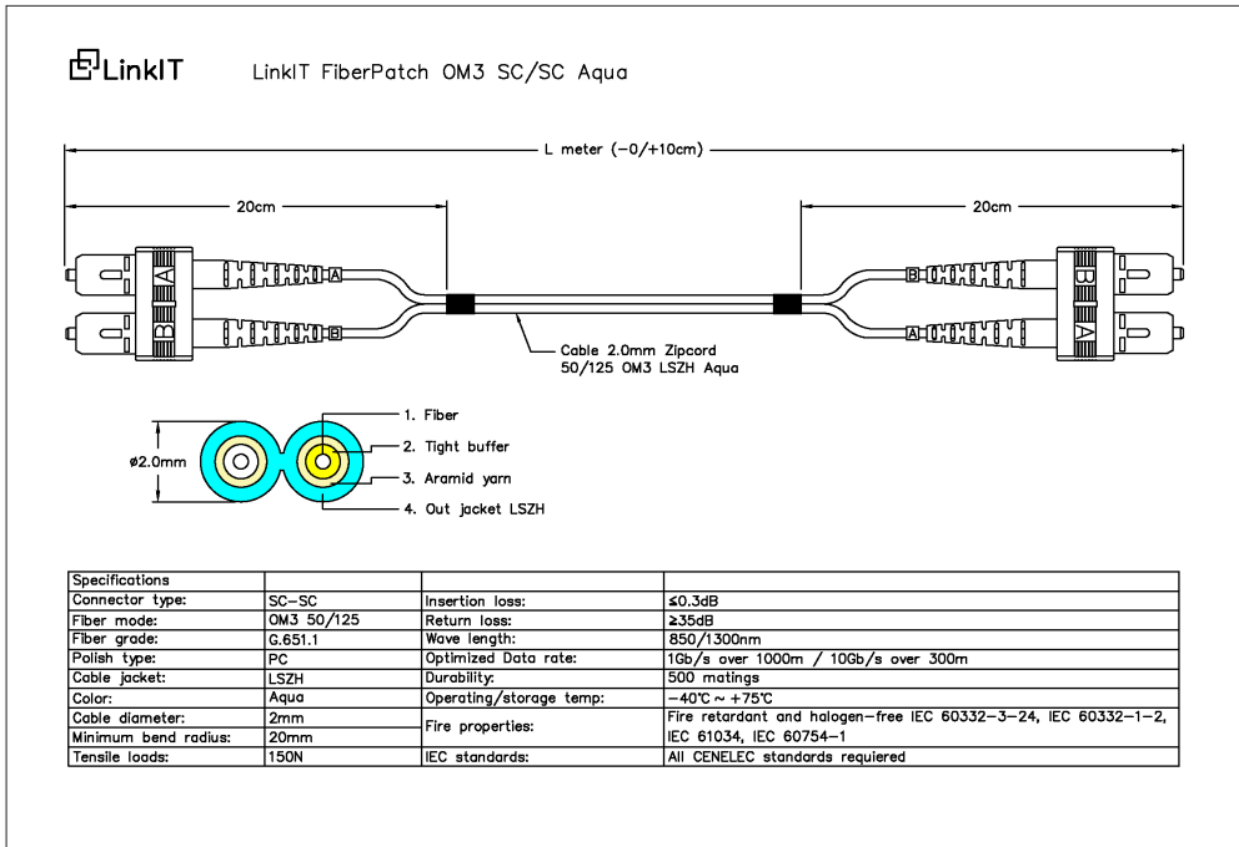 LinkIT
LinkIT FiberPatch OM3 SC/SC Aqua
L meter (-0/+10cm)
20cm
20cm
A
B
A
B
B
A
B
A
Cable 2.0mm Zipcord
50/125 OM3 LSZH Aqua
1. Fiber
2. Tight buffer
ø2.0mm
3. Aramid yarn
4. Out jacket LSZH
Specifications
Connector type: SC-SC Insertion loss: ≤0.3dB
Fiber mode: OM3 50/125 Return loss: ≥35dB
Fiber grade: G.651.1 Wave length: 850/1300nm
Polish type: PC Optimized Data rate: 1Gb/s over 1000m / 10Gb/s over 300m
Cable jacket: LSZH Durability: 500 matings
Color: Aqua Operating/storage temp: -40℃ ~ +75℃
Cable diameter: 2mm Fire properties: Fire retardant and halogen-free IEC 60332-3-24, IEC 60332-1-2,
Minimum bend radius: 20mm IEC 61034, IEC 60754-1
Tensile loads: 150N IEC standards: All CENELEC standards requiered